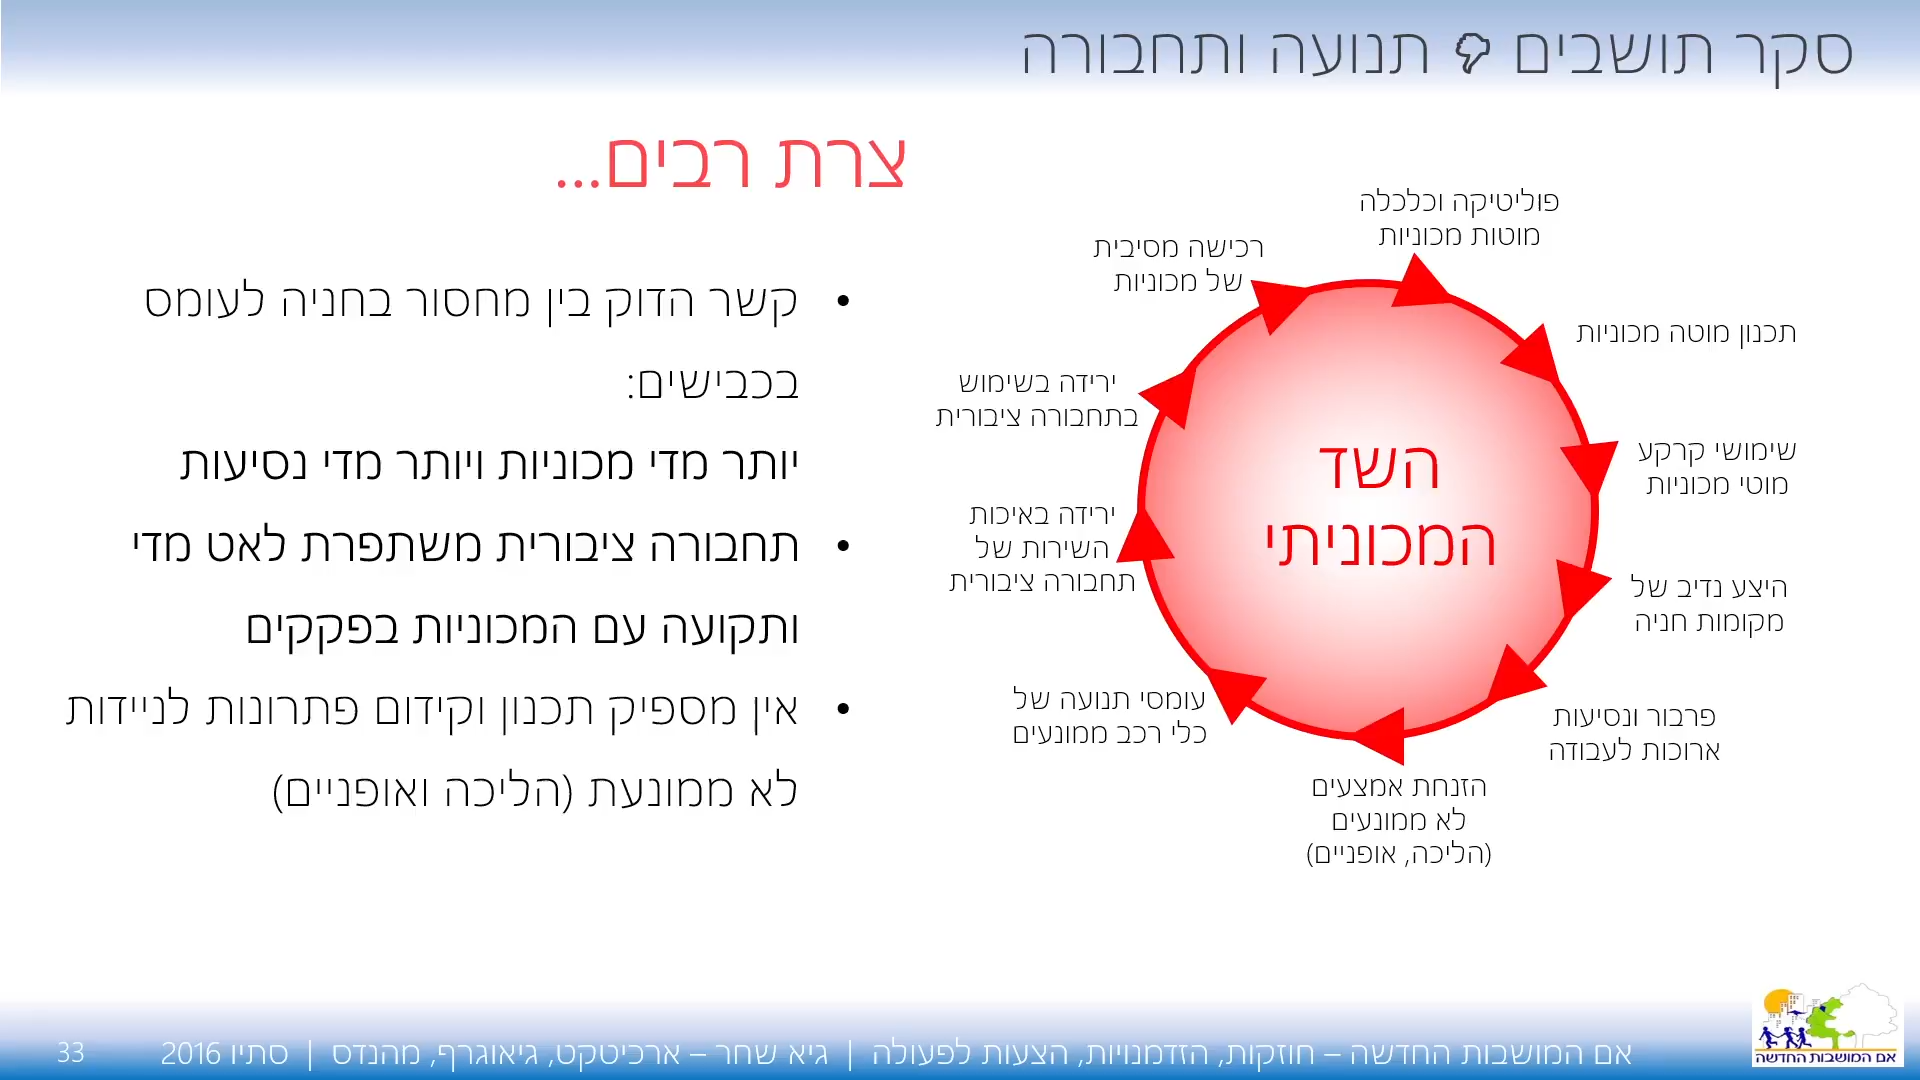 סקר תושבים 👎 תנועה ותחבורה
צרת רבים...
• קשר הדוק בין מחסור בחניה לעומס
בכבישים:
יותר מדי מכוניות ויותר מדי נסיעות
• תחבורה ציבורית משתפרת לאט מדי
ותקועה עם המכוניות בפקקים
• אין מספיק תכנון וקידום פתרונות לניידות
לא ממונעת (הליכה ואופניים)
השד
המכוניתי
פוליטיקה וכלכלה
מוטות מכוניות
תכנון מוטה מכוניות
שימושי קרקע
מוטי מכוניות
היצע נדיב של
מקומות חניה
פרבור ונסיעות
ארוכות לעבודה
הזנחת אמצעים
לא ממונעים
(הליכה, אופניים)
עומסי תנועה של
כלי רכב ממונעים
ירידה באיכות
השירות של
תחבורה ציבורית
ירידה בשימוש
בתחבורה ציבורית
רכישה מסיבית
של מכוניות
אם המושבות החדשה
אם המושבות החדשה – חוזקות, הזדמנויות, הצעות לפעולה | גיא שחר – ארכיטקט, גיאוגרף, מהנדס | סתיו 2016
33